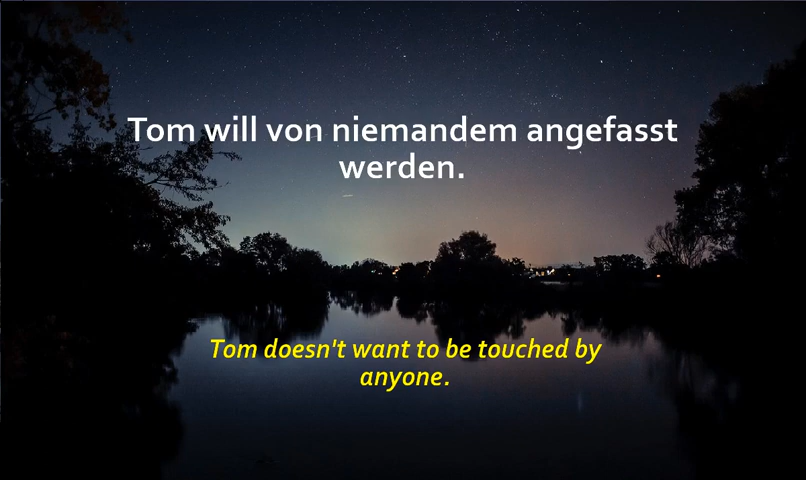 Tom will von niemandem angefasst
werden.
Tom doesn't want to be touched by
anyone.